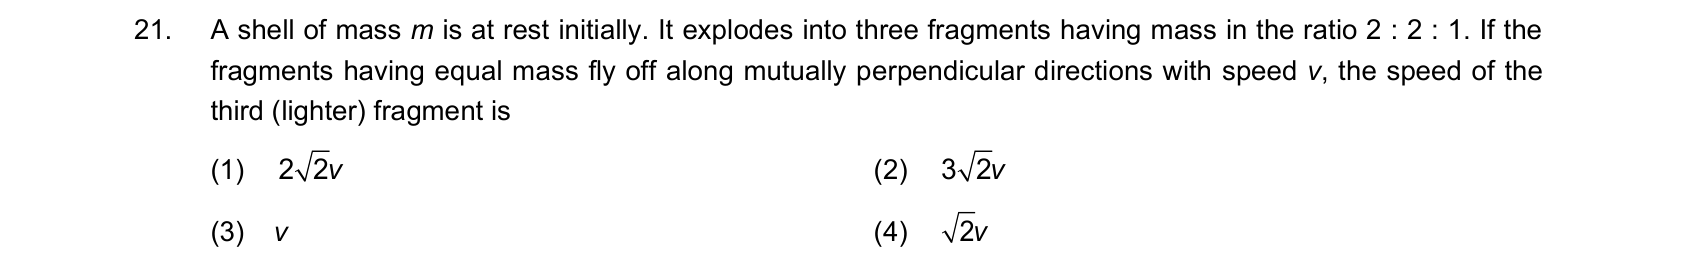 21. A shell of mass m is at rest initially. It explodes into three fragments having mass in the ratio 2 : 2 : 1. If the
fragments having equal mass fly off along mutually perpendicular directions with speed v, the speed of the
third (lighter) fragment is
(1) 2√2v (2) 3√2v
(3) v (4) √2v